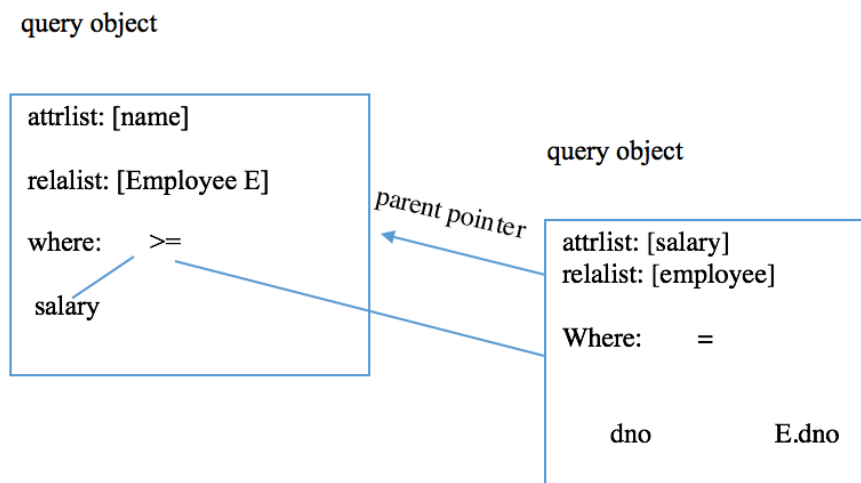 query object
attrlist: [name]
relalist: [Employee E]
where: >=
salary
parent pointer
query object
attrlist: [salary]
relalist: [employee]
Where: =
dno E.dno